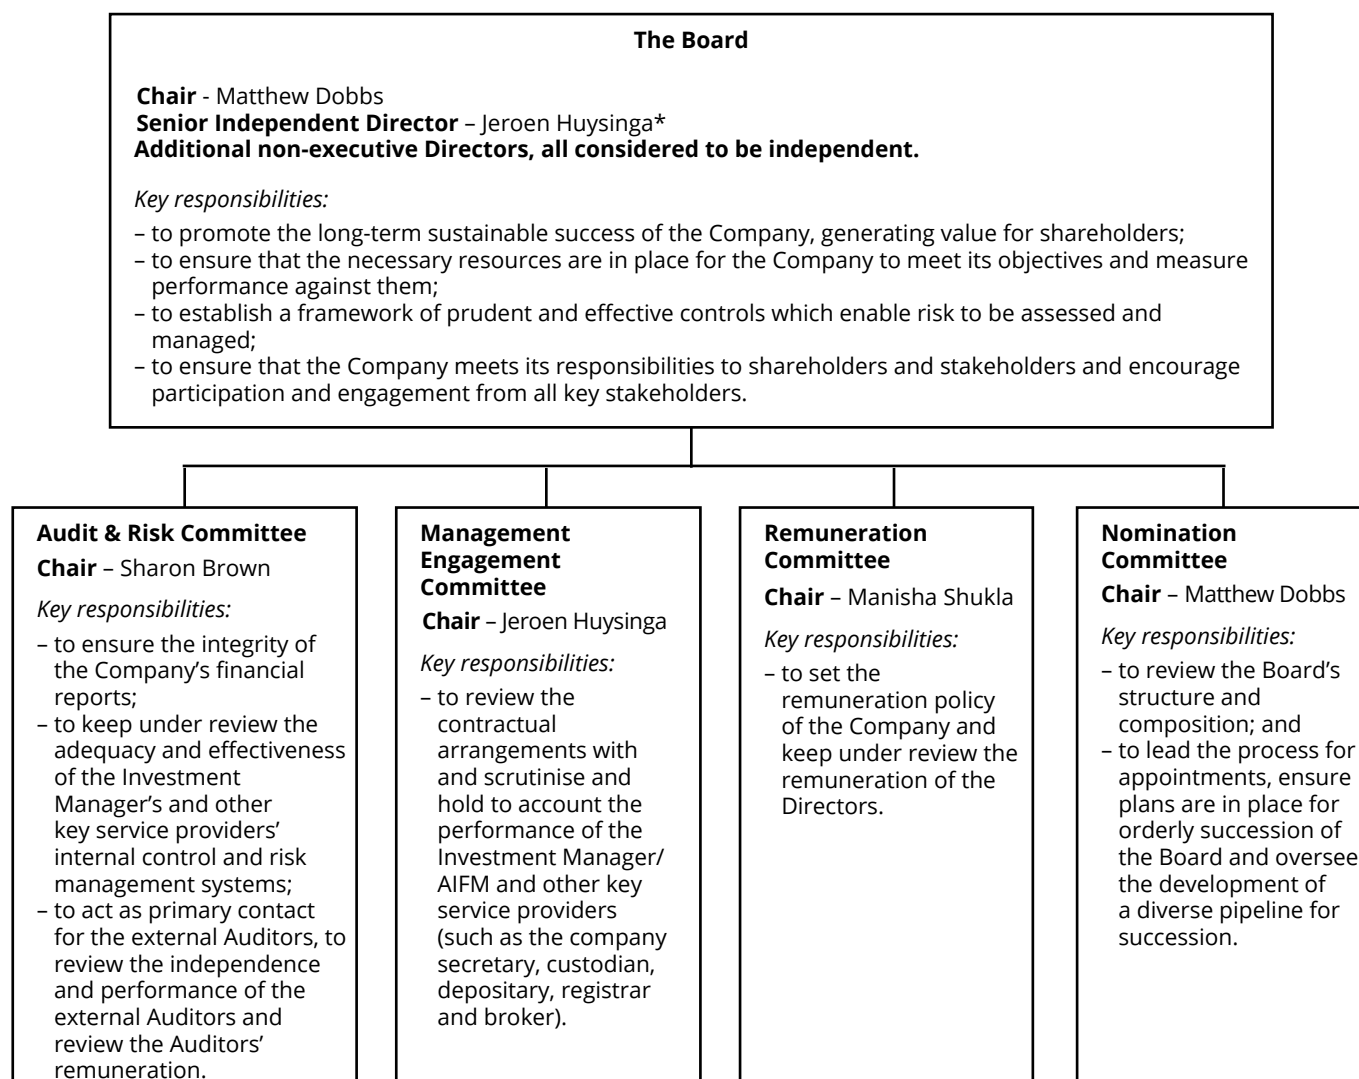 The Board
Chair - Matthew Dobbs
Senior Independent Director – Jeroen Huysinga*
Additional non-executive Directors, all considered to be independent.
Key responsibilities:
– to promote the long-term sustainable success of the Company, generating value for shareholders;
– to ensure that the necessary resources are in place for the Company to meet its objectives and measure
performance against them;
– to establish a framework of prudent and effective controls which enable risk to be assessed and
managed;
– to ensure that the Company meets its responsibilities to shareholders and stakeholders and encourage
participation and engagement from all key stakeholders.
Audit & Risk Committee
Chair – Sharon Brown
Key responsibilities:
– to ensure the integrity of
the Company’s financial
reports;
– to keep under review the
adequacy and effectiveness
of the Investment
Manager’s and other
key service providers’
internal control and risk
management systems;
– to act as primary contact
for the external Auditors, to
review the independence
and performance of the
external Auditors and
review the Auditors’
remuneration.
Management
Engagement
Committee
Chair – Jeroen Huysinga
Key responsibilities:
– to review the
contractual
arrangements with
and scrutinise and
hold to account the
performance of the
Investment Manager/
AIFM and other key
service providers
(such as the company
secretary, custodian,
depositary, registrar
and broker).
Remuneration
Committee
Chair – Manisha Shukla
Key responsibilities:
– to set the
remuneration policy
of the Company and
keep under review the
remuneration of the
Directors.
Nomination
Committee
Chair – Matthew Dobbs
Key responsibilities:
– to review the Board’s
structure and
composition; and
– to lead the process for
appointments, ensure
plans are in place for
orderly succession of
the Board and oversee
the development of
a diverse pipeline for
succession.